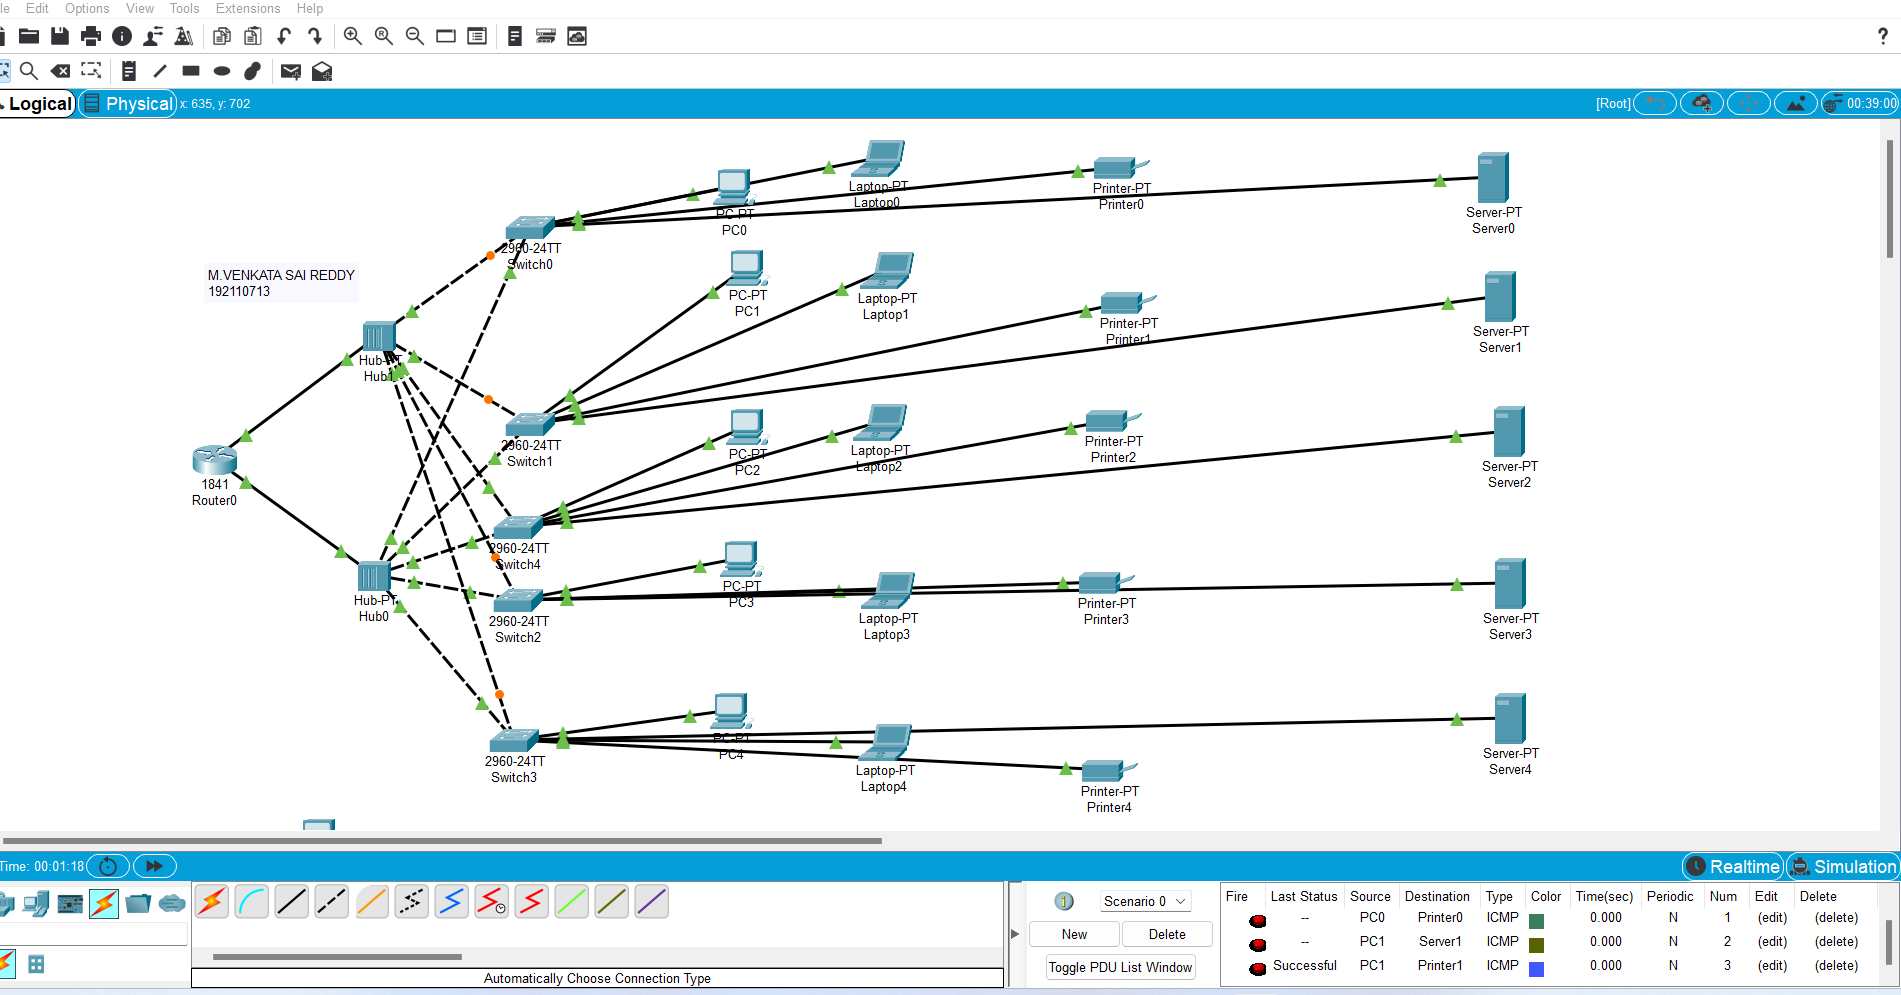 le Edit Options View Tools Extensions Help
?
Logical Physical x: 635, y: 702 [Root] 00:39:00
Laptop-PT
Laptop0
Printer-PT
Printer0
PC-PT
PC0
Server-PT
Server0
2960-24TT
Switch0
M.VENKATA SAI REDDY
192110713
PC-PT
PC1
Laptop-PT
Laptop1
Printer-PT
Printer1
Server-PT
Server1
Hub-PT
Hub1
2960-24TT
Switch1
PC-PT
PC2
Laptop-PT
Laptop2
Printer-PT
Printer2
Server-PT
Server2
1841
Router0
2960-24TT
Switch4
PC-PT
PC3
Hub-PT
Hub0
2960-24TT
Switch2
Laptop-PT
Laptop3
Printer-PT
Printer3
Server-PT
Server3
PC-PT
PC4
2960-24TT
Switch3
Laptop-PT
Laptop4
Printer-PT
Printer4
Server-PT
Server4
Time: 00:01:18 Realtime Simulation
Scenario 0
New Delete
Toggle PDU List Window
Fire Last Status Source Destination Type Color Time(sec) Periodic Num Edit Delete
-- PC0 Printer0 ICMP 0.000 N 1 (edit) (delete)
-- PC1 Server1 ICMP 0.000 N 2 (edit) (delete)
Successful PC1 Printer1 ICMP 0.000 N 3 (edit) (delete)
Automatically Choose Connection Type